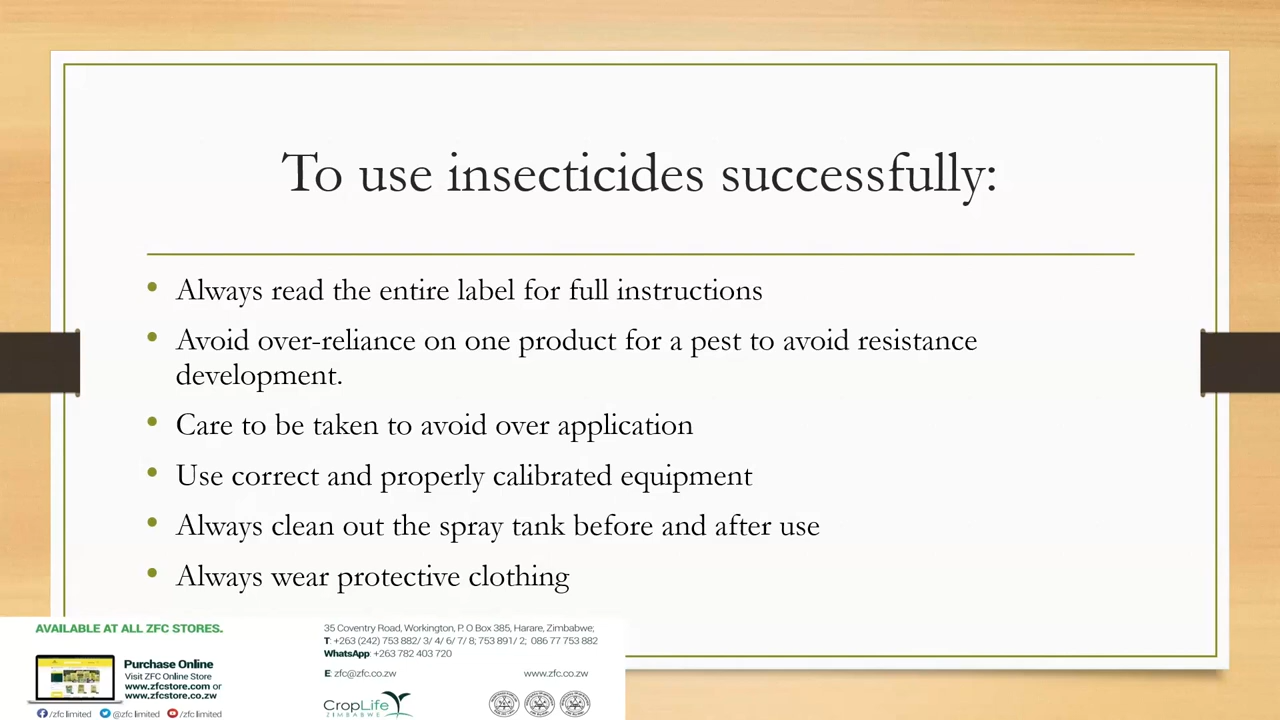 To use insecticides successfully:
• Always read the entire label for full instructions
• Avoid over-reliance on one product for a pest to avoid resistance
development.
• Care to be taken to avoid over application
• Use correct and properly calibrated equipment
• Always clean out the spray tank before and after use
• Always wear protective clothing
AVAILABLE AT ALL ZFC STORES.
Purchase Online
Visit ZFC Online Store
www.zfcstore.com or
www.zfcstore.co.zw
/zfc limited @zfc limited /zfc limited
35 Coventry Road, Workington, P. O Box 385, Harare, Zimbabwe;
T: +263 (242) 753 882/ 3/ 4/ 6/ 7/ 8; 753 891/ 2; 086 77 753 882
WhatsApp: +263 782 403 720
E: zfc@zfc.co.zw www.zfc.co.zw
CropLife
ZIMBABWE